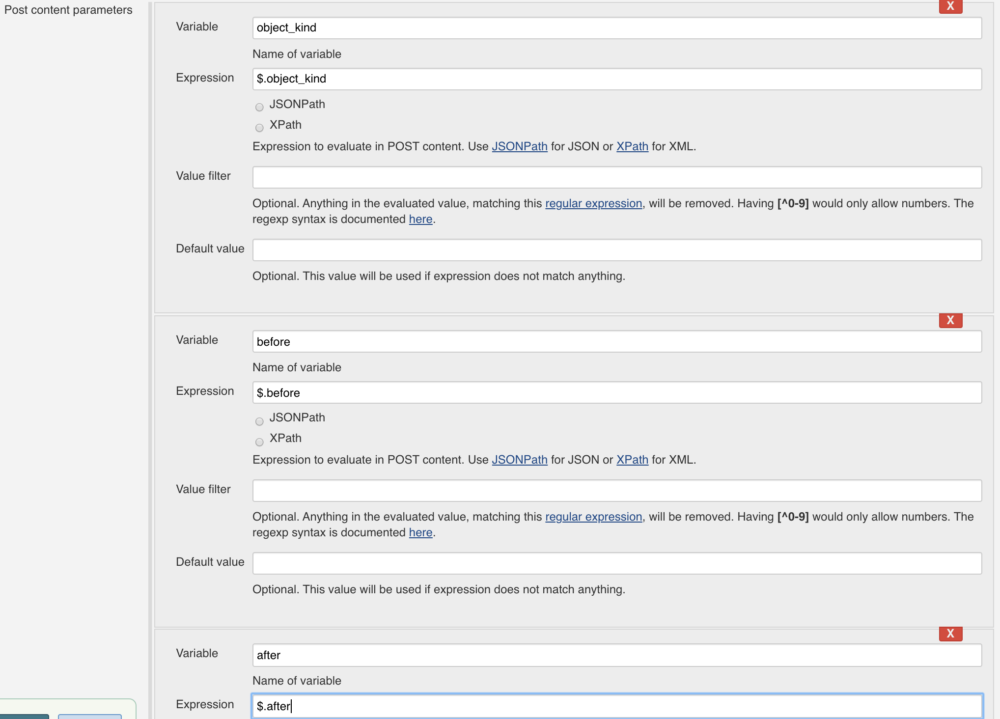 Post content parameters
X
Variable
object_kind
Name of variable
Expression
$.object_kind
JSONPath
XPath
Expression to evaluate in POST content. Use JSONPath for JSON or XPath for XML.
Value filter
Optional. Anything in the evaluated value, matching this regular expression, will be removed. Having [^0-9] would only allow numbers. The
regexp syntax is documented here.
Default value
Optional. This value will be used if expression does not match anything.
X
Variable
before
Name of variable
Expression
$.before
JSONPath
XPath
Expression to evaluate in POST content. Use JSONPath for JSON or XPath for XML.
Value filter
Optional. Anything in the evaluated value, matching this regular expression, will be removed. Having [^0-9] would only allow numbers. The
regexp syntax is documented here.
Default value
Optional. This value will be used if expression does not match anything.
X
Variable
after
Name of variable
Expression
$.after